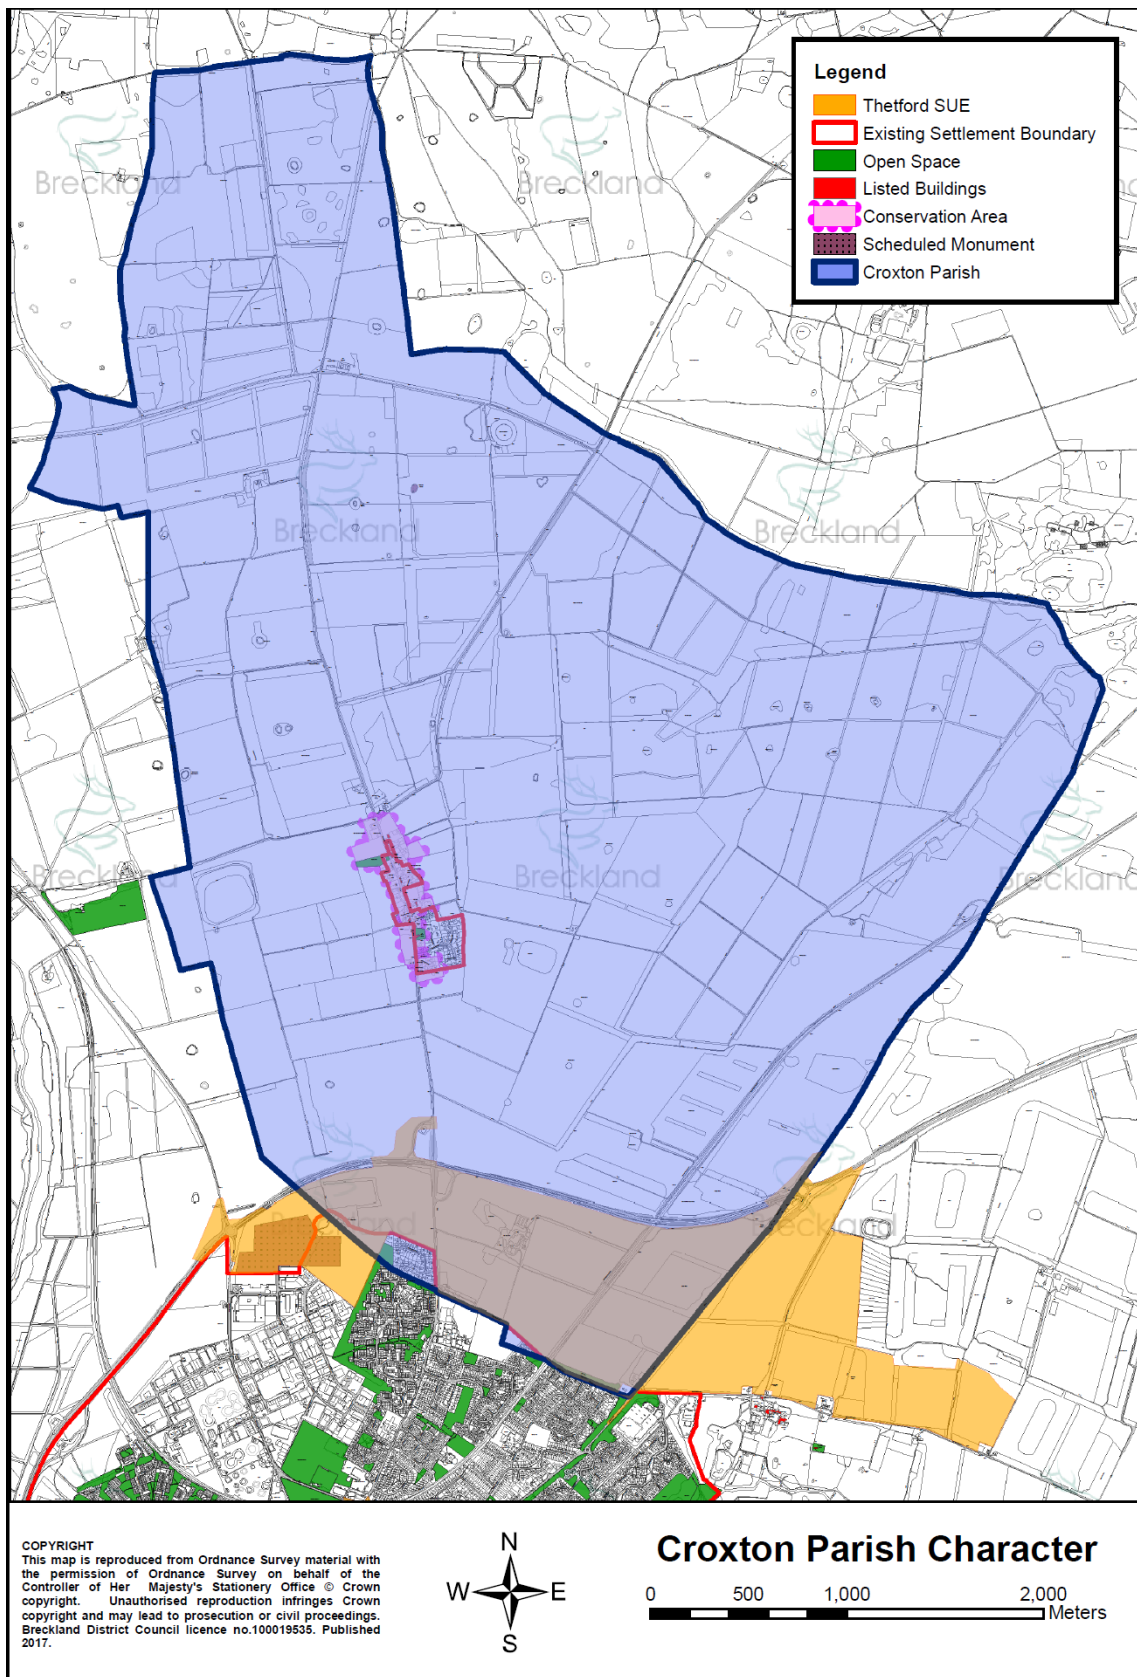 Legend
Thetford SUE
Existing Settlement Boundary
Open Space
Listed Buildings
Conservation Area
Scheduled Monument
Croxton Parish
Breckland
Breckland
Breckland
Breckland
Breckland
Breckland
Breckland
Breckland
Breckland
COPYRIGHT
This map is reproduced from Ordnance Survey material with
the permission of Ordnance Survey on behalf of the
Controller of Her Majesty's Stationery Office © Crown
copyright. Unauthorised reproduction infringes Crown
copyright and may lead to prosecution or civil proceedings.
Breckland District Council licence no.100019535. Published
2017.
N
W E
S
Croxton Parish Character
0 500 1,000 2,000
Meters